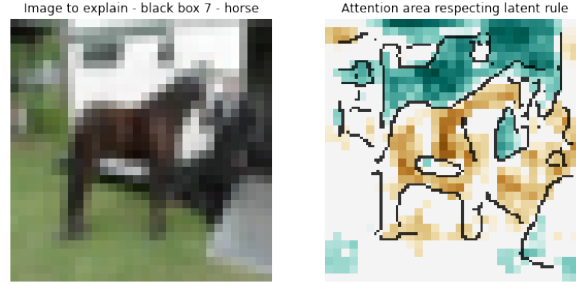 Image to explain - black box 7 - horse
Attention area respecting latent rule